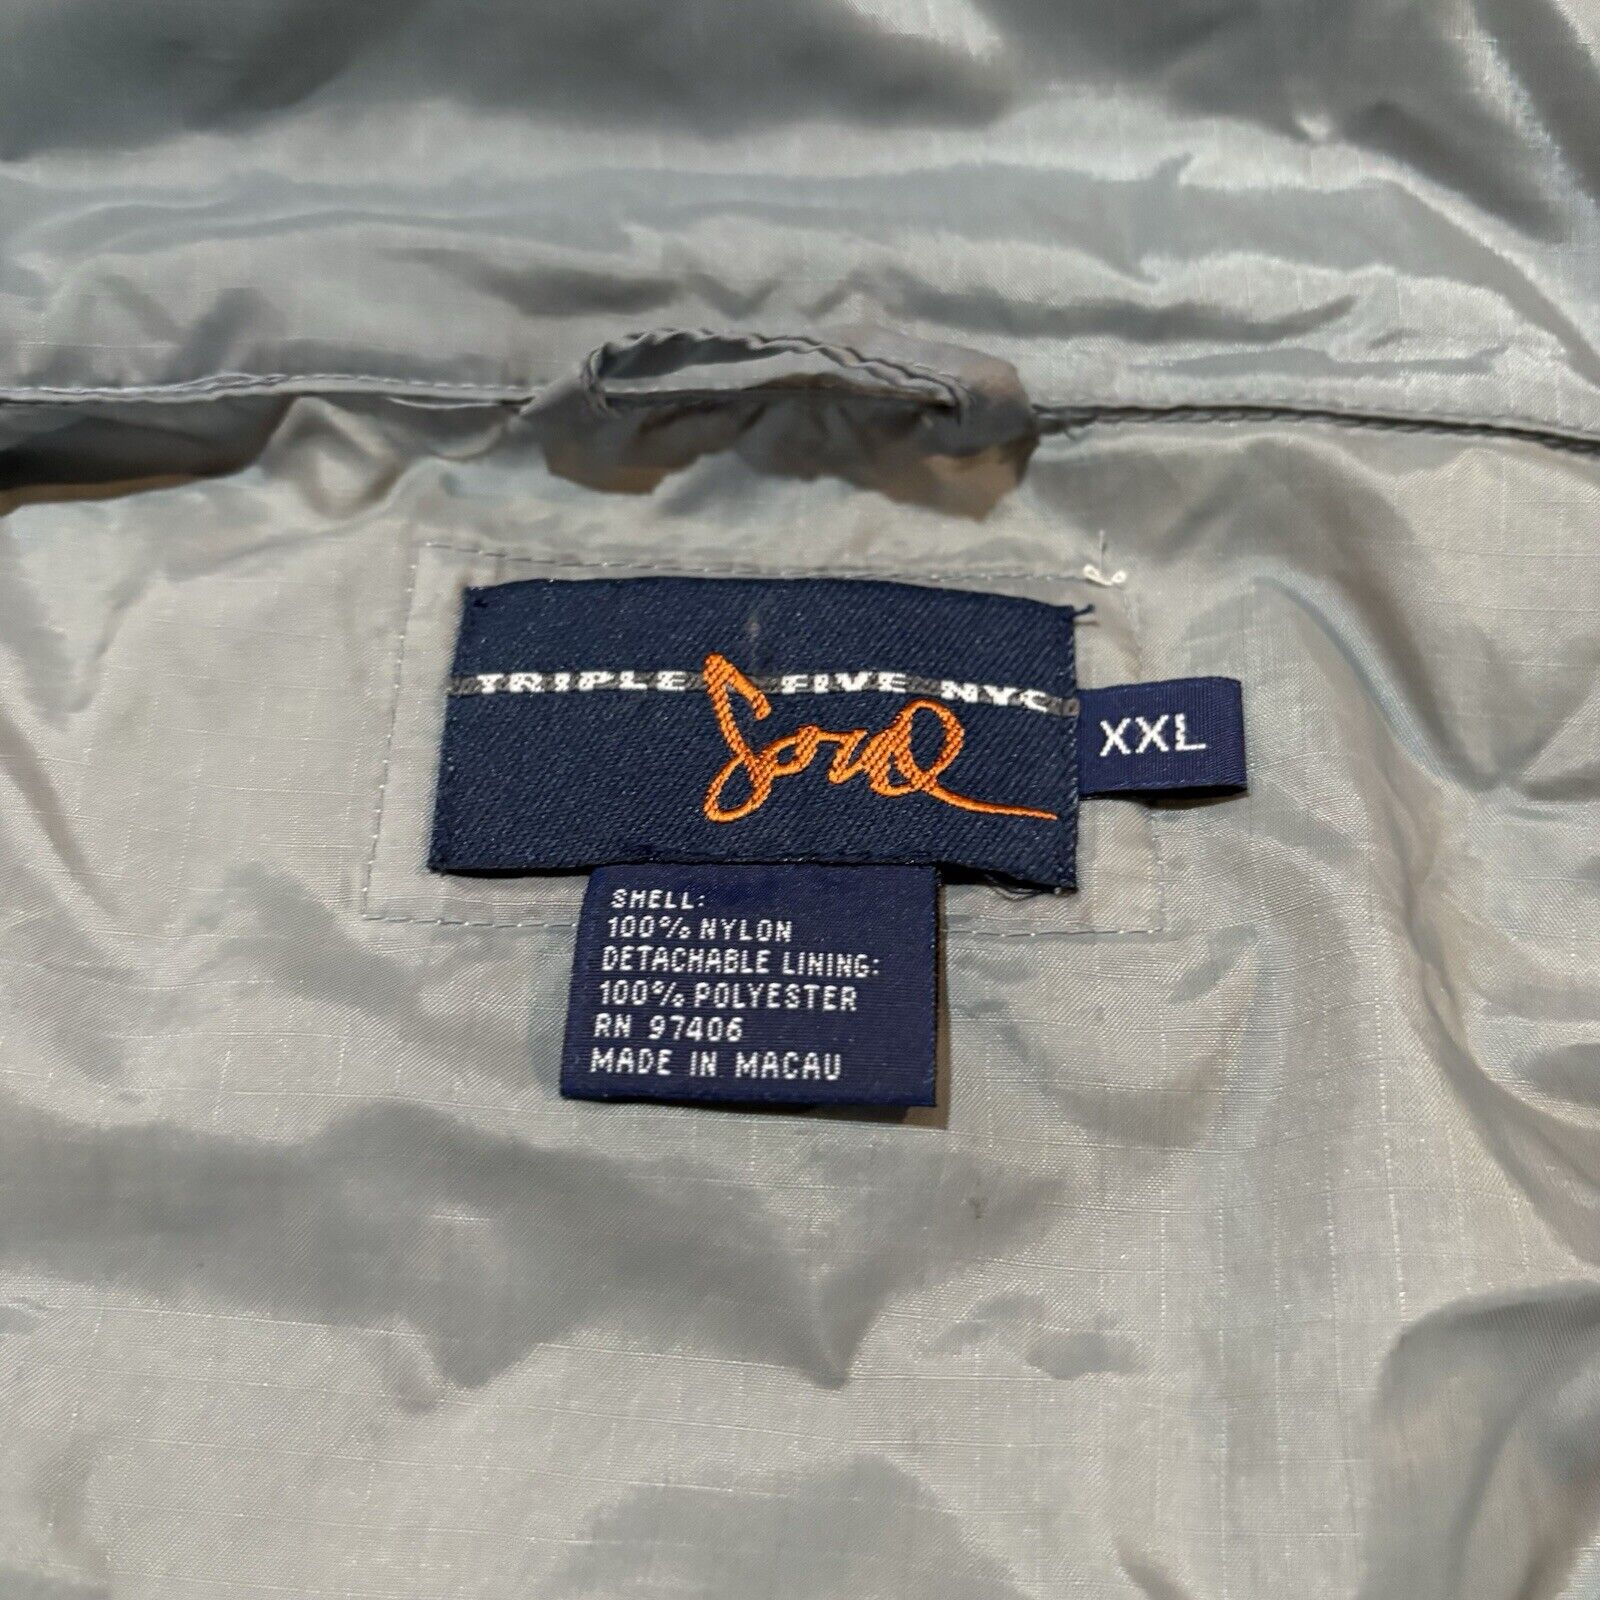 TRIPLE FIVE NYC
Soul
XXL
SHELL:
100% NYLON
DETACHABLE LINING:
100% POLYESTER
RN 97406
MADE IN MACAU